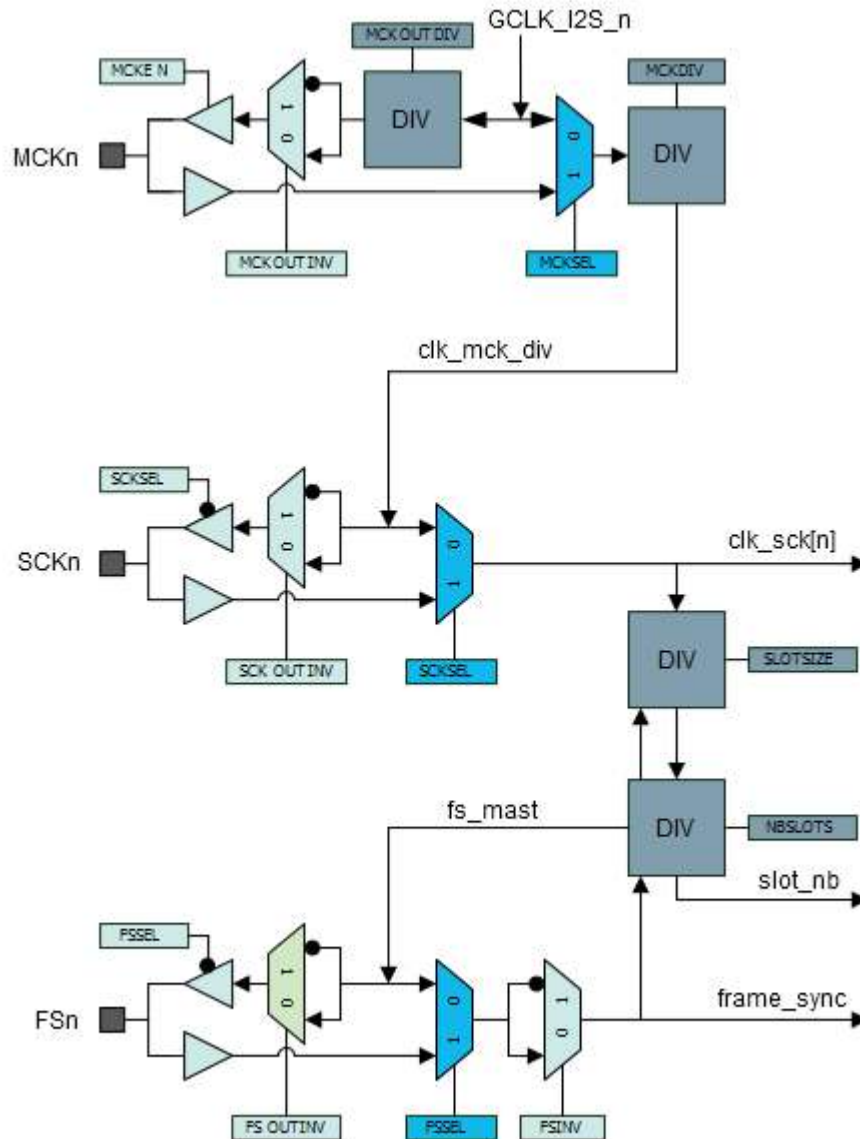 GCLK_I2S_n
MCK OUT DIV
MCKE N
MCKDIV
1 0
DIV
0 1
DIV
MCKn
MCK OUT INV
MCKSEL
clk_mck_div
SCKSEL
1 0
0 1
clk_sck[n]
SCKn
DIV
SLOTSIZE
SCK OUT INV
SCKSEL
fs_mast
DIV
NBSLOTS
slot_nb
FSSEL
1 0
0 1
1 0
frame_sync
FSn
FS OUTINV
FSSEL
FSINV